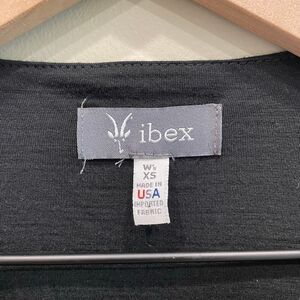 ibex
W's
XS
MADE IN
USA
IMPORTED
FABRIC